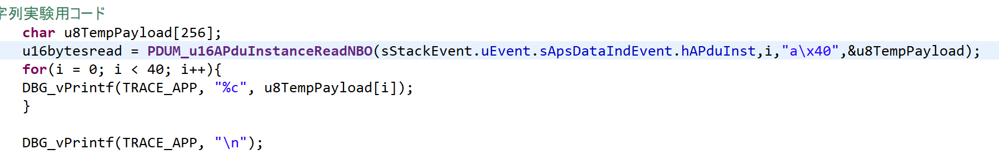 字列実験用コード
char u8TempPayload[256];
u16bytesread = PDUM_u16APduInstanceReadNBO(sStackEvent.uEvent.sApsDataIndEvent.hAPduInst,i,"a\x40",&u8TempPayload);
for(i = 0; i < 40; i++){
DBG_vPrintf(TRACE_APP, "%c", u8TempPayload[i]);
}
DBG_vPrintf(TRACE_APP, "\n");